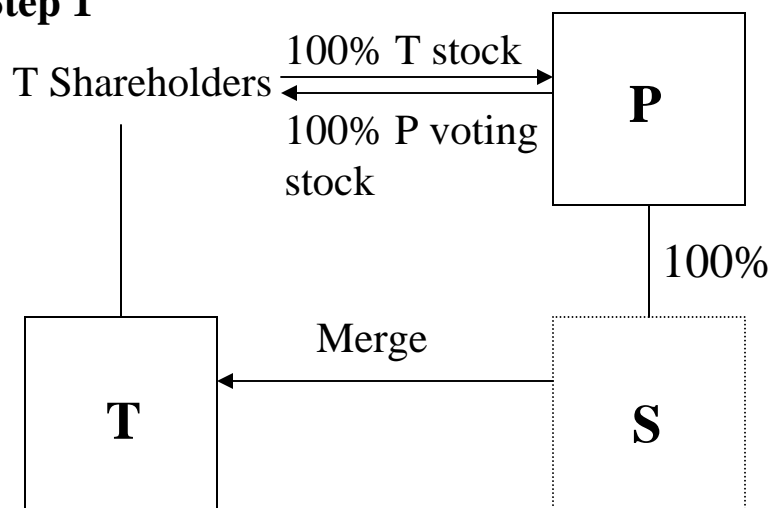 Step 1
100% T stock
T Shareholders
P
100% P voting
stock
100%
Merge
T
S